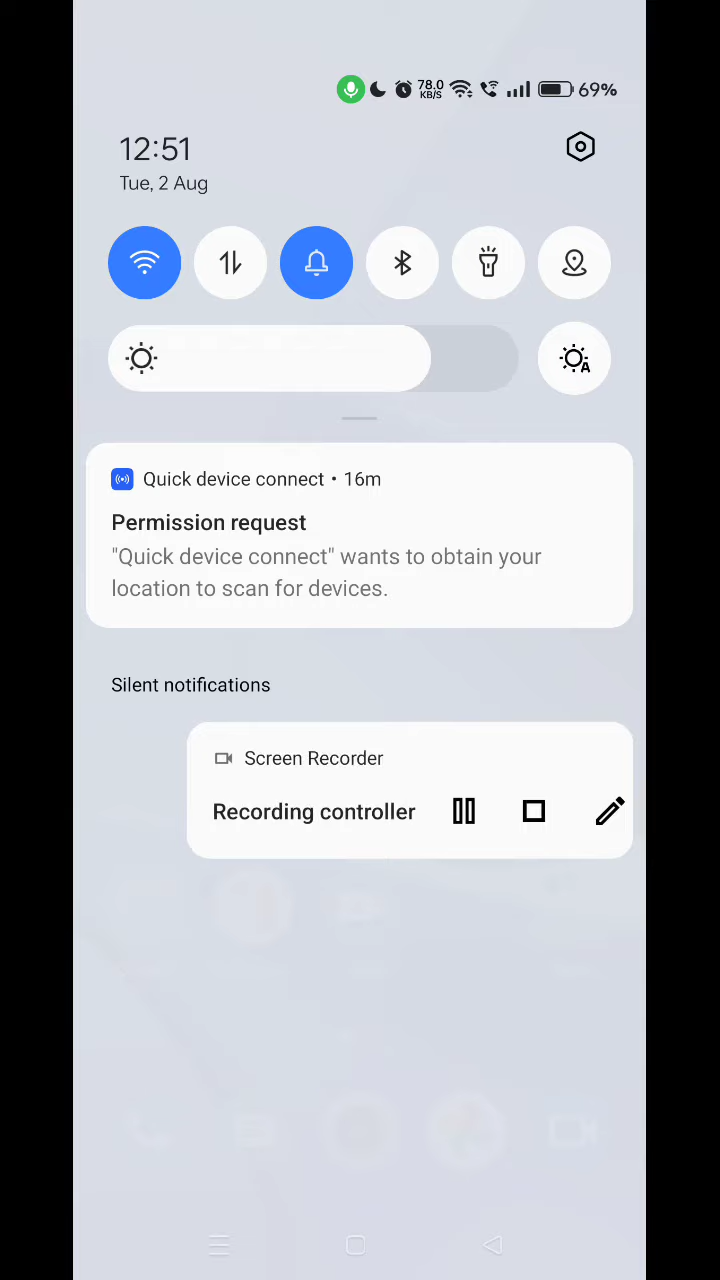 78.0
KB/S
69%
12:51
Tue, 2 Aug
A
Quick device connect • 16m
Permission request
"Quick device connect" wants to obtain your
location to scan for devices.
Silent notifications
Screen Recorder
Recording controller